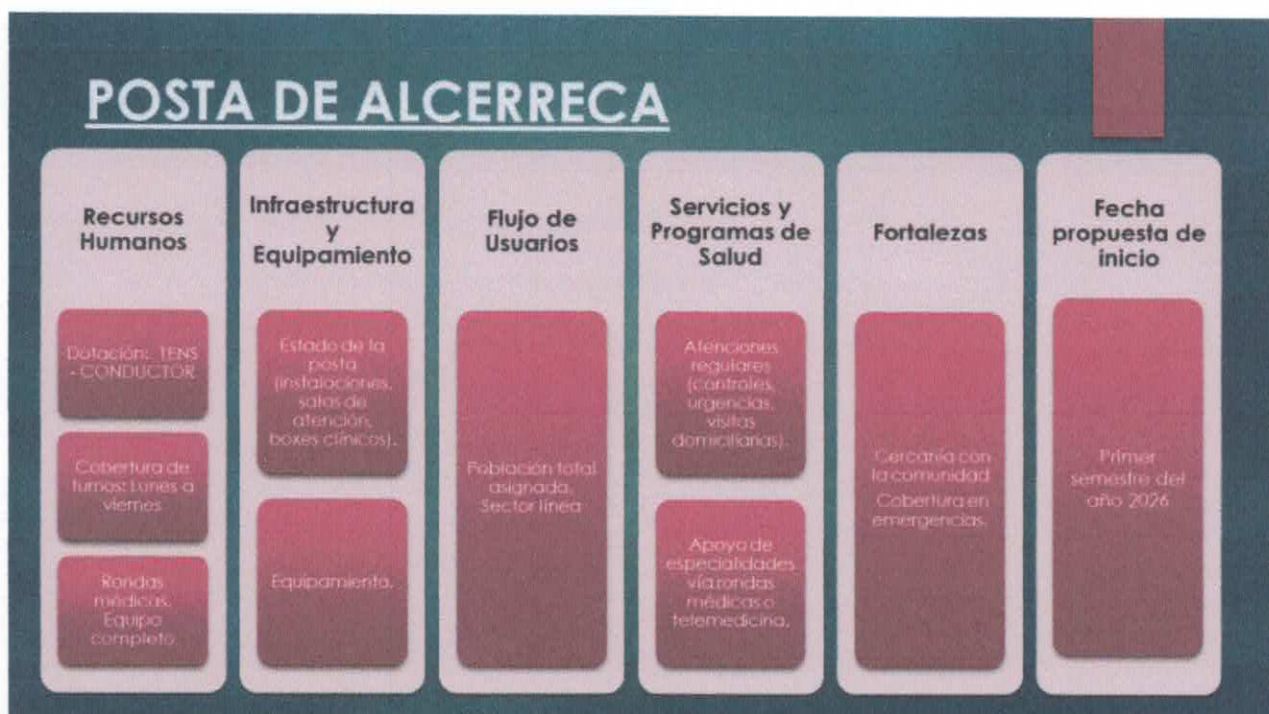 POSTA DE ALCERRECA
Recursos
Humanos
Dotación: TENS
- CONDUCTOR
Cobertura de
turnos: Lunes a
viernes
Rondas
médicas.
Equipo
completo
Infraestructura
y
Equipamiento
Estado de la
posta
(instalaciones,
salas de
atención,
boxes clínicos).
Equipamiento.
Flujo de
Usuarios
Población total
asignada.
Sector línea
Servicios y
Programas de
Salud
Atenciones
regulares
(controles,
urgencias,
visitas
domiciliarias).
Apoyo de
especialidades
vía rondas
médicas o
telemedicina.
Fortalezas
Cercanía con
la comunidad
Cobertura en
emergencias.
Fecha
propuesta de
inicio
Primer
semestre del
año 2026